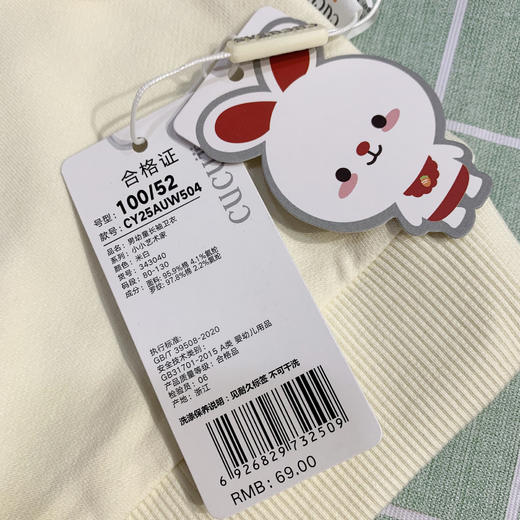 合格证
号型: 100/52
款号: CY25AUW504
品名: 男幼童长袖卫衣
系列: 小小艺术家
颜色: 米白
货号: 343040
码段: 80-130
成分: 面料: 95.9%棉 4.1%氨纶
罗纹: 97.8%棉 2.2%氨纶
执行标准:
GB/T 39508-2020
安全技术类别:
GB31701-2015 A类 婴幼儿用品
产品质量等级: 合格品
检验员: 06
产地: 浙江
洗涤保养说明: 见耐久标签 不可干洗
6926829732509
RMB: 69.00